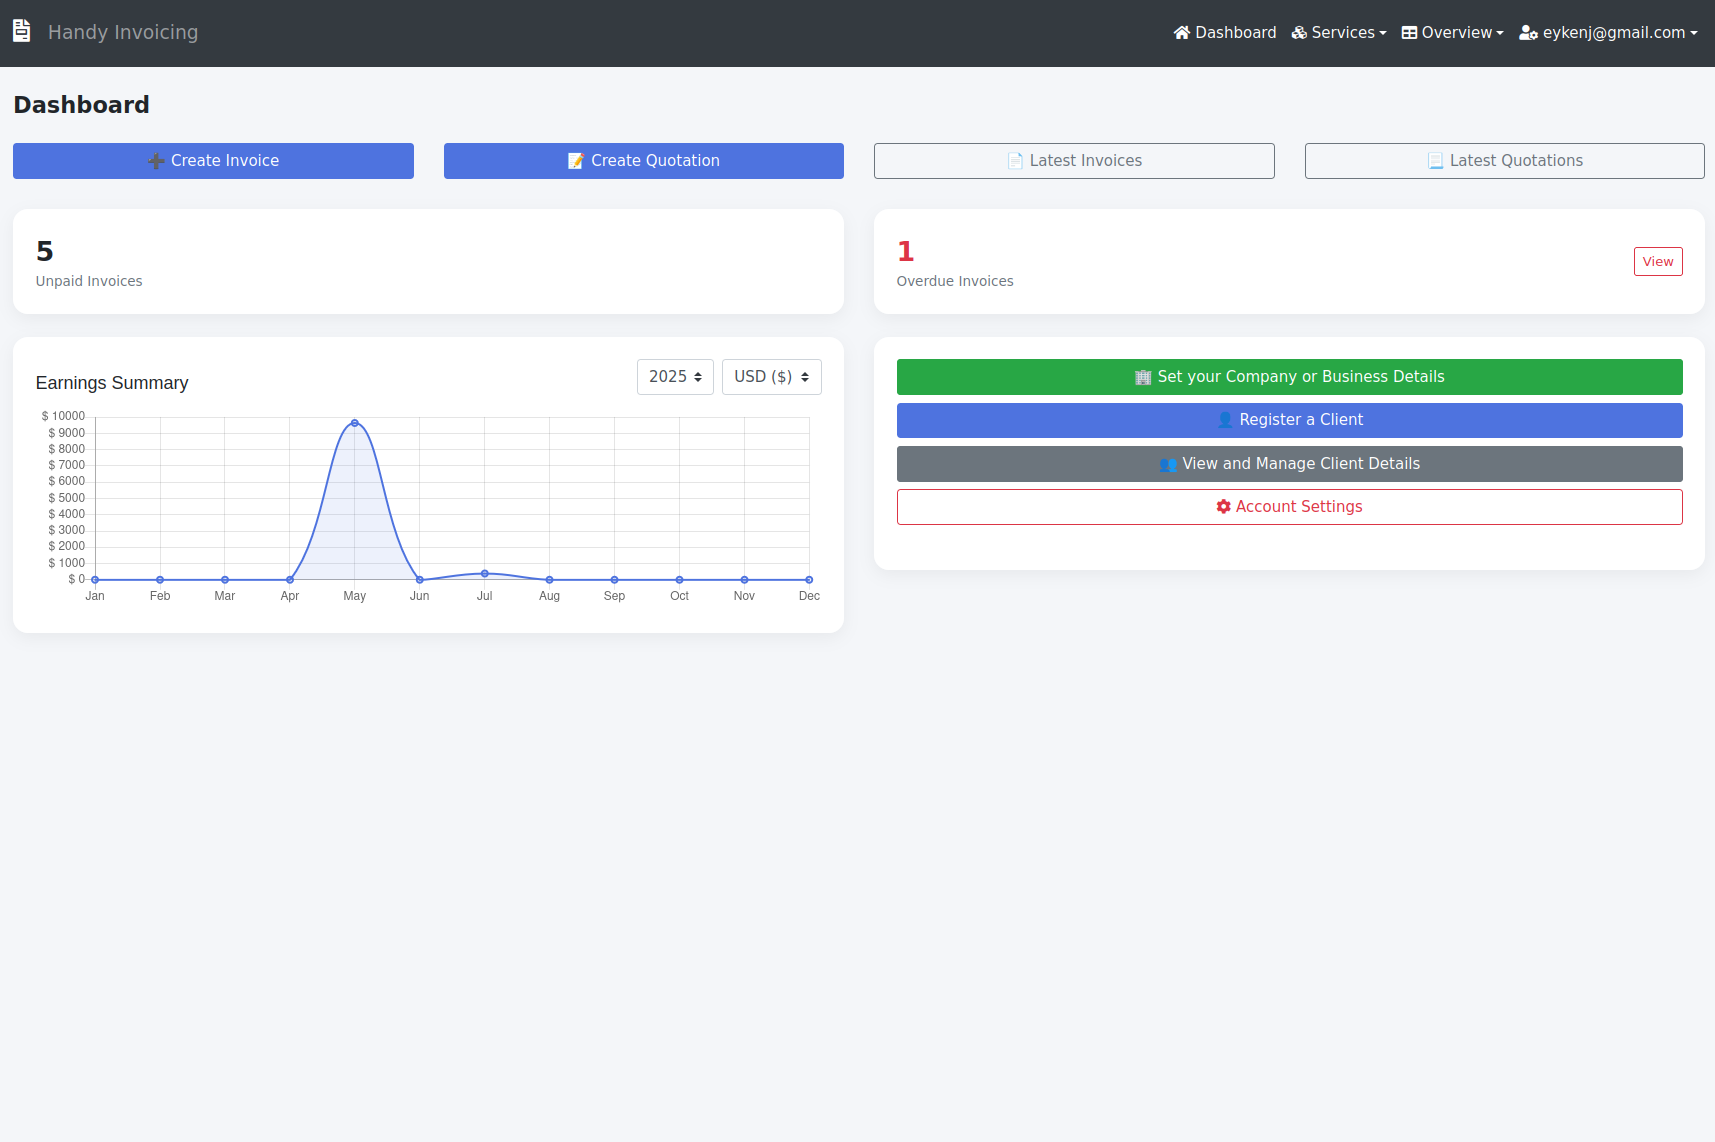 Handy Invoicing
Dashboard Services Overview eykenj@gmail.com
Dashboard
Create Invoice
Create Quotation
Latest Invoices
Latest Quotations
5
Unpaid Invoices
1
Overdue Invoices
View
Earnings Summary
2025
USD ($)
$ 10000
$ 9000
$ 8000
$ 7000
$ 6000
$ 5000
$ 4000
$ 3000
$ 2000
$ 1000
$ 0
Jan Feb Mar Apr May Jun Jul Aug Sep Oct Nov Dec
Set your Company or Business Details
Register a Client
View and Manage Client Details
Account Settings